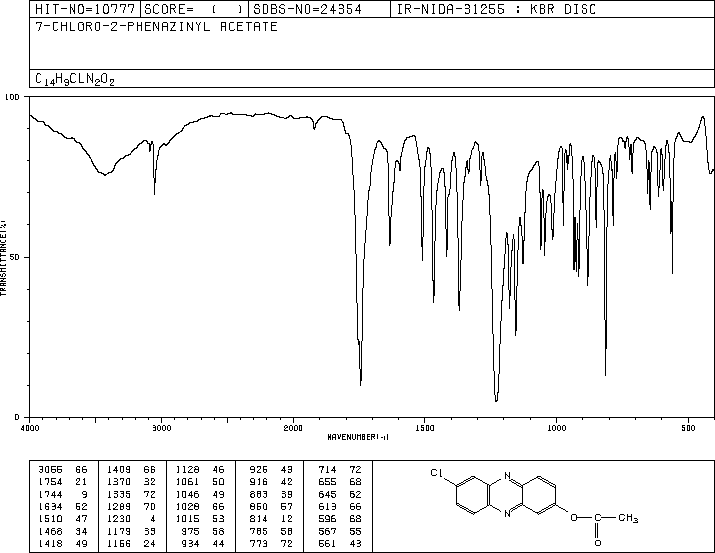 HIT-NO=10777 SCORE= ( ) SDBS-NO=24354 IR-NIDA-31255 : KBR DISC
7-CHLORO-2-PHENAZINYL ACETATE
C14H9CLN2O2
100
50
0
TRANSMITTANCE(%)
4000 3000 2000 1500 1000 500
WAVENUMBER(-1)
3066 66 1409 66 1128 46 926 43 714 72
1754 21 1370 32 1061 50 916 42 655 68
1744 9 1335 72 1046 49 883 39 645 62
1634 52 1289 70 1028 66 850 57 613 66
1510 47 1230 4 1015 53 814 12 596 68
1466 34 1179 33 975 58 785 58 567 55
1418 49 1156 24 934 44 773 72 561 43
Cl N N O C CH3 O